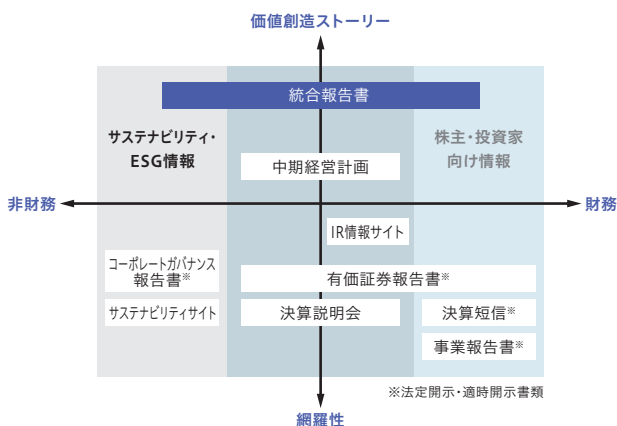 価値創造ストーリー
統合報告書
サステナビリティ・
ESG情報
株主・投資家
向け情報
中期経営計画
非財務
財務
IR情報サイト
コーポレートガバナンス
報告書※
有価証券報告書※
サステナビリティサイト
決算説明会
決算短信※
事業報告書※
※法定開示・適時開示書類
網羅性